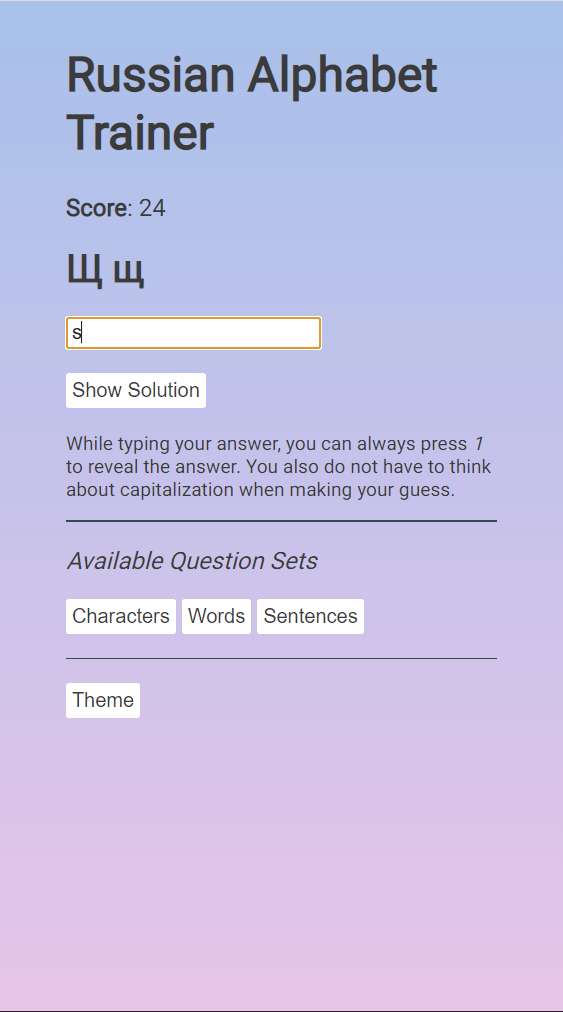 Russian Alphabet
Trainer
Score: 24
Щ щ
s
Show Solution
While typing your answer, you can always press 1
to reveal the answer. You also do not have to think
about capitalization when making your guess.
Available Question Sets
Characters Words Sentences
Theme